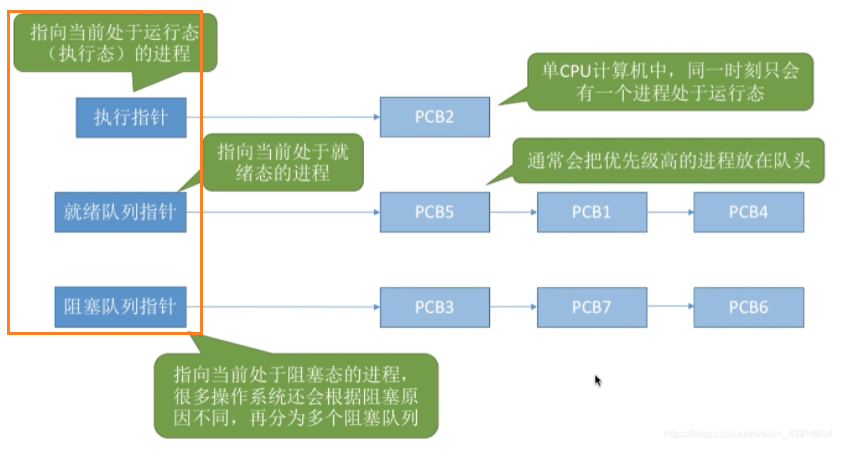 指向当前处于运行态
（执行态）的进程
单CPU计算机中，同一时刻只会
有一个进程处于运行态
执行指针
PCB2
指向当前处于就
绪态的进程
通常会把优先级高的进程放在队头
就绪队列指针
PCB5
PCB1
PCB4
阻塞队列指针
PCB3
PCB7
PCB6
指向当前处于阻塞态的进程，
很多操作系统还会根据阻塞原
因不同，再分为多个阻塞队列
https://blog.csdn.net/weixin_43914604